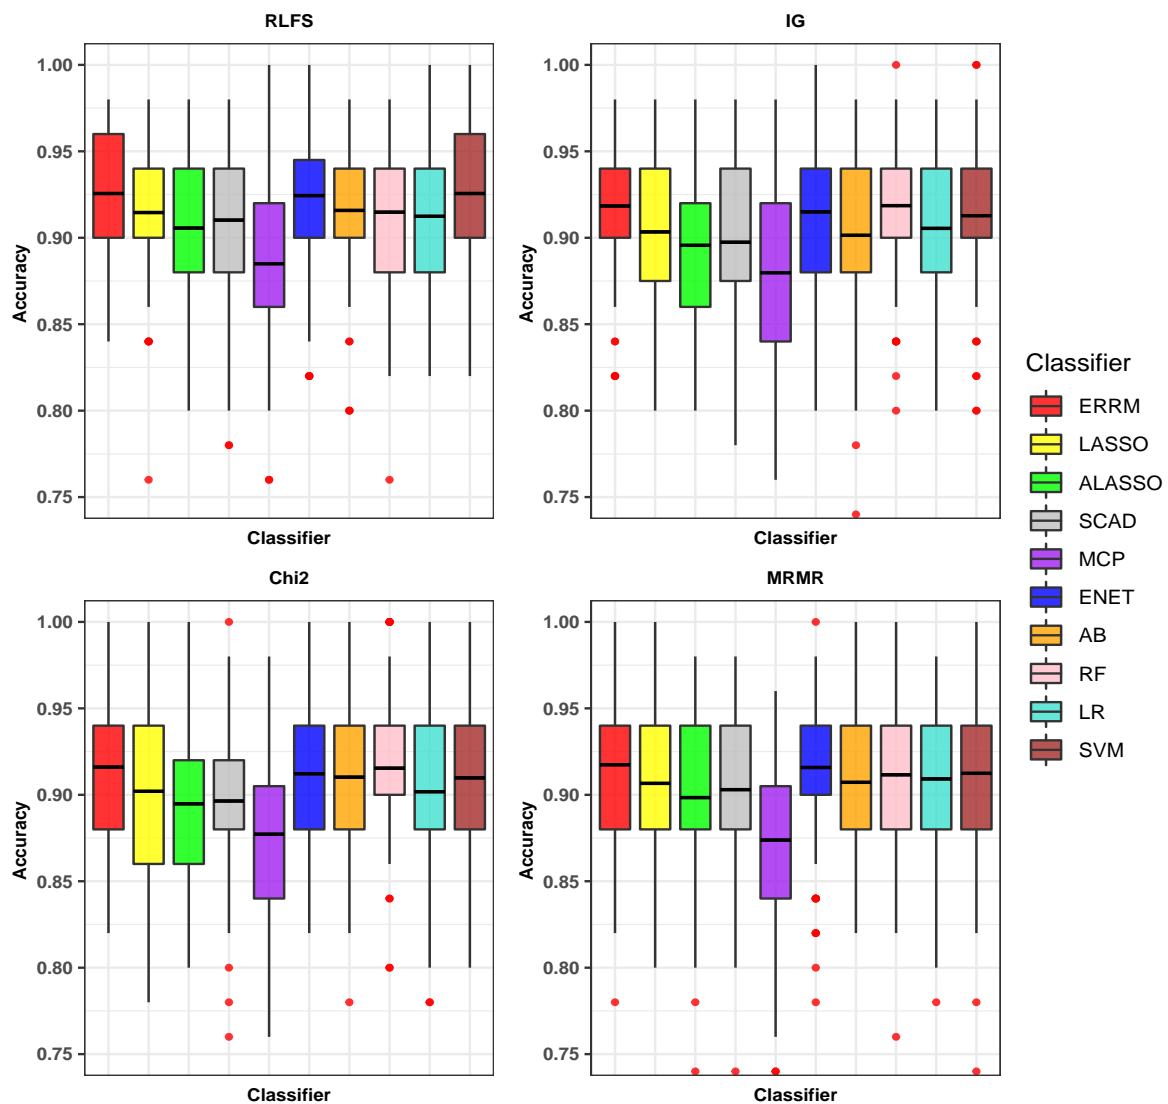 RLFS
IG
Accuracy
1.00
0.95
0.90
0.85
0.80
0.75
Classifier
Accuracy
1.00
0.95
0.90
0.85
0.80
0.75
Classifier
Chi2
MRMR
Accuracy
1.00
0.95
0.90
0.85
0.80
0.75
Classifier
Accuracy
1.00
0.95
0.90
0.85
0.80
0.75
Classifier
Classifier
ERRM
LASSO
ALASSO
SCAD
MCP
ENET
AB
RF
LR
SVM